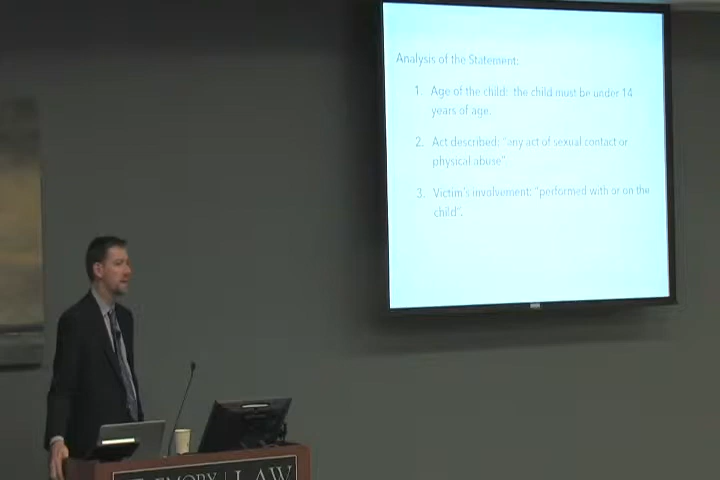 Analysis of the Statement:
1. Age of the child: the child must be under 14
years of age.
2. Act described: "any act of sexual contact or
physical abuse"
3. Victim's involvement: "performed with or on the
child".
EMORY | LAW